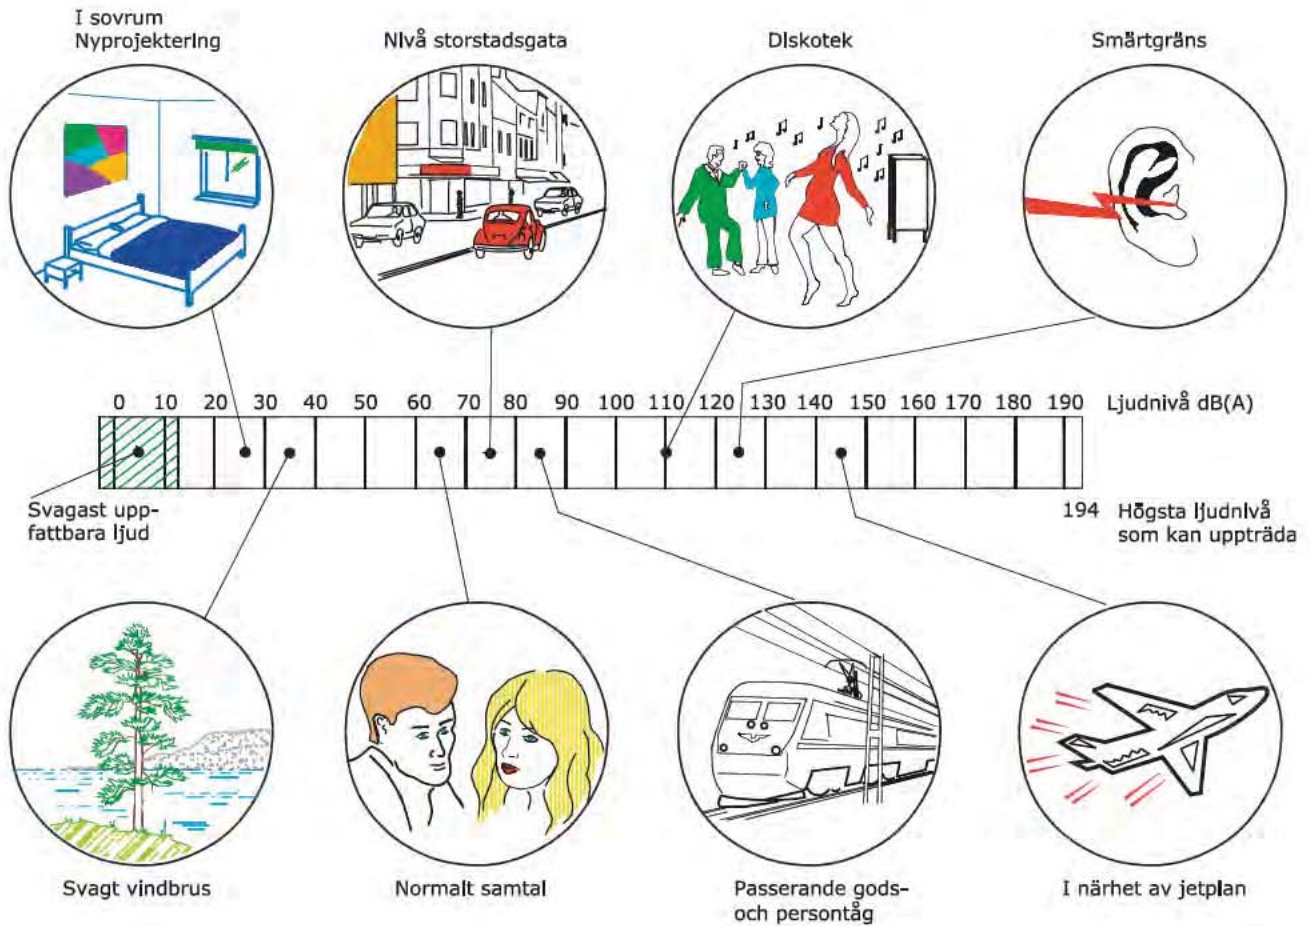 I sovrum
Nyprojektering
Nivå storstadsgata
Diskotek
Smärtgräns
0 10 20 30 40 50 60 70 80 90 100 110 120 130 140 150 160 170 180 190 Ljudnivå dB(A)
Svagast upp-
fattbara ljud
194 Högsta ljudnivå
som kan uppträda
Svagt vindbrus
Normalt samtal
Passerande gods-
och persontåg
I närhet av jetplan